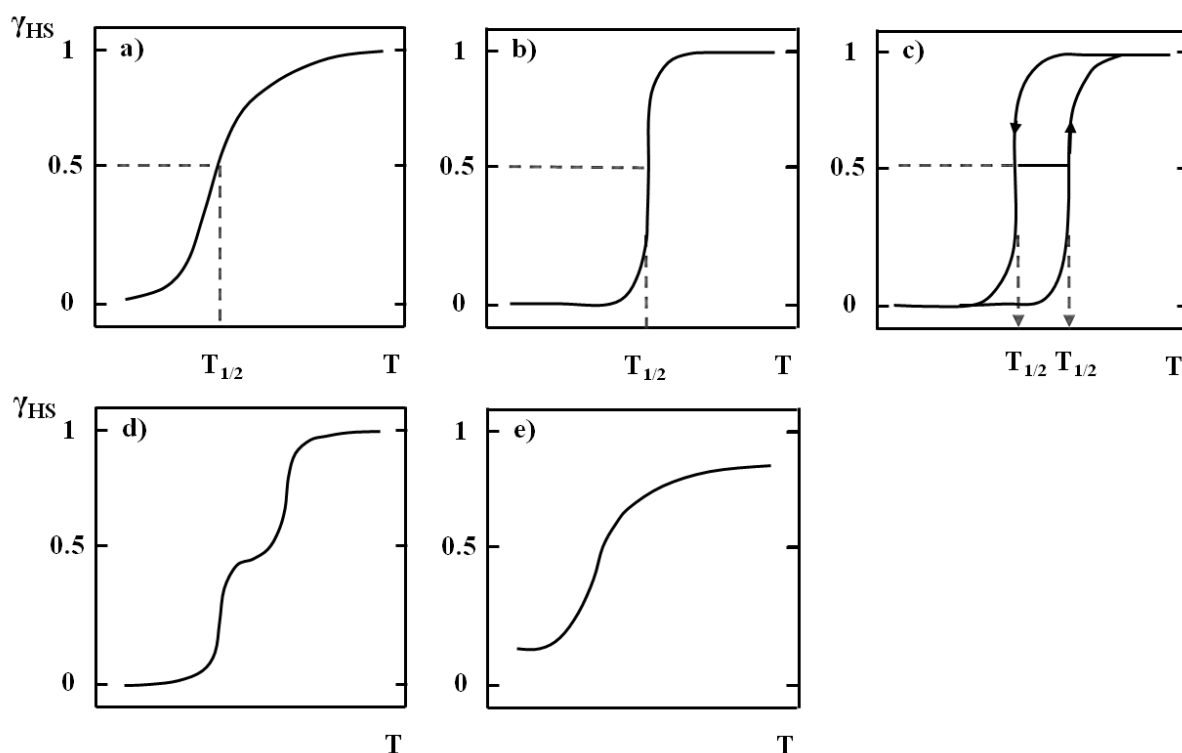 γHS
1 a) 1 b) 1 c)
0.5 0.5 0.5
0 0 0
T1/2 T T1/2 T T1/2 T1/2 T
γHS
1 d) 1 e)
0.5 0.5
0 0
T T